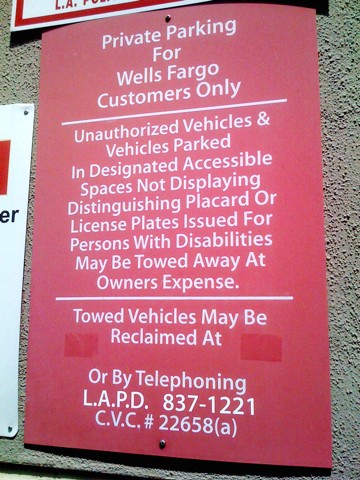 L.A. 
Private Parking
For
Wells Fargo
Customers Only
Unauthorized Vehicles &
Vehicles Parked
In Designated Accessible
Spaces Not Displaying
Distinguishing Placard Or
License Plates Issued For
Persons With Disabilities
May Be Towed Away At
Owners Expense.
Towed Vehicles May Be
Reclaimed At
Or By Telephoning
L.A.P.D. 837-1221
C.V.C. # 22658(a)
er